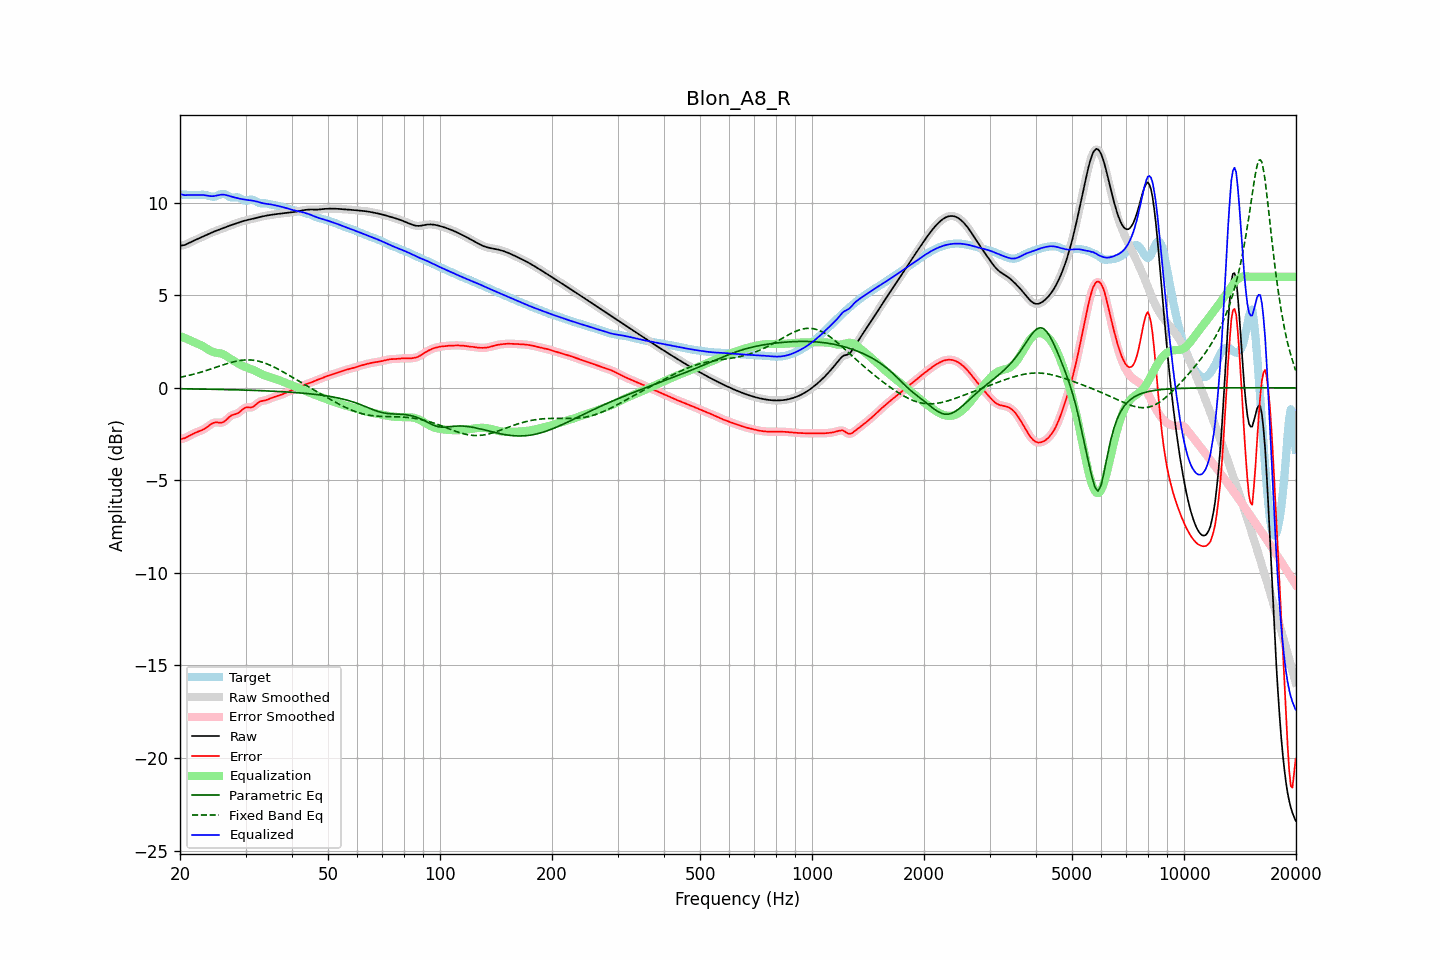 Blon_A8_R
10
5
0
−5
−10
−15
−20
−25
Amplitude (dBr)
Target
Raw Smoothed
Error Smoothed
Raw
Error
Equalization
Parametric Eq
Fixed Band Eq
Equalized
20 50 100 200 500 1000 2000 5000 10000 20000
Frequency (Hz)